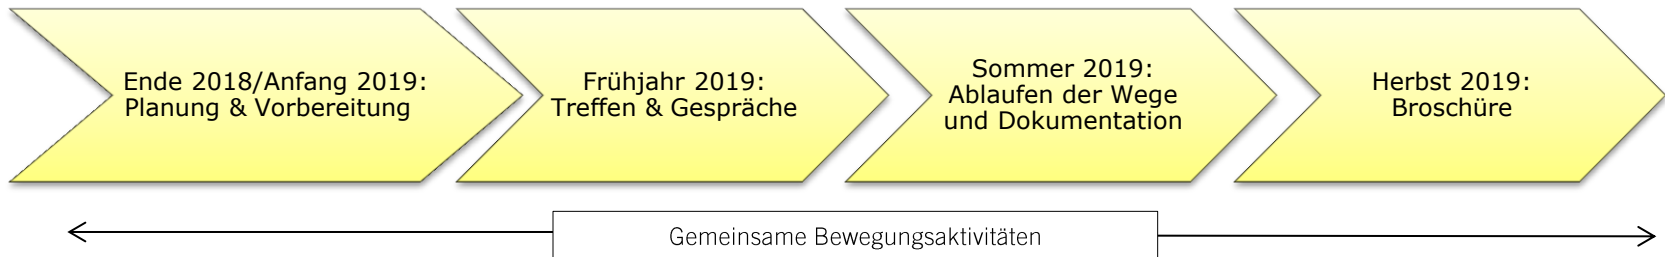 Ende 2018/Anfang 2019:
Planung & Vorbereitung
Frühjahr 2019:
Treffen & Gespräche
Sommer 2019:
Ablaufen der Wege
und Dokumentation
Herbst 2019:
Broschüre
Gemeinsame Bewegungsaktivitäten